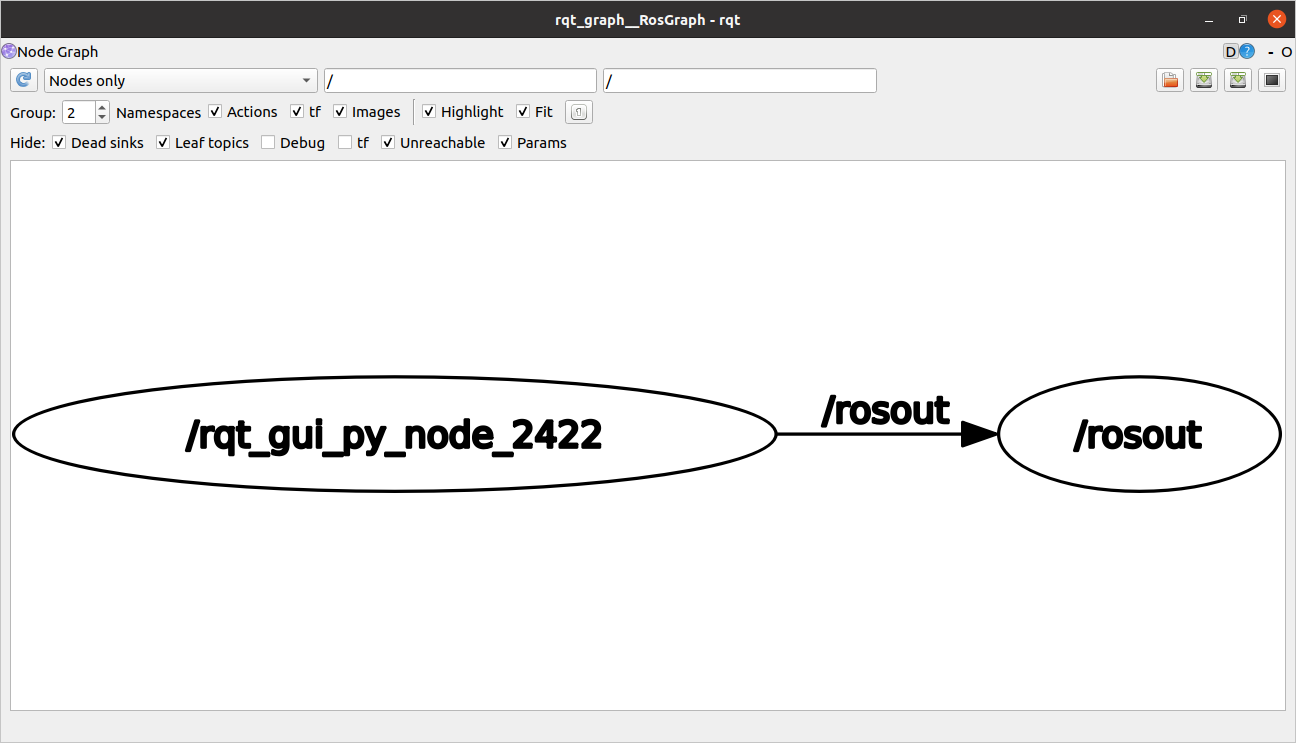 rqt_graph__RosGraph - rqt
Node Graph D ? - O
Nodes only / /
Group: 2 Namespaces Actions tf Images Highlight Fit
Hide: Dead sinks Leaf topics Debug tf Unreachable Params
/rosout
/rqt_gui_py_node_2422 /rosout